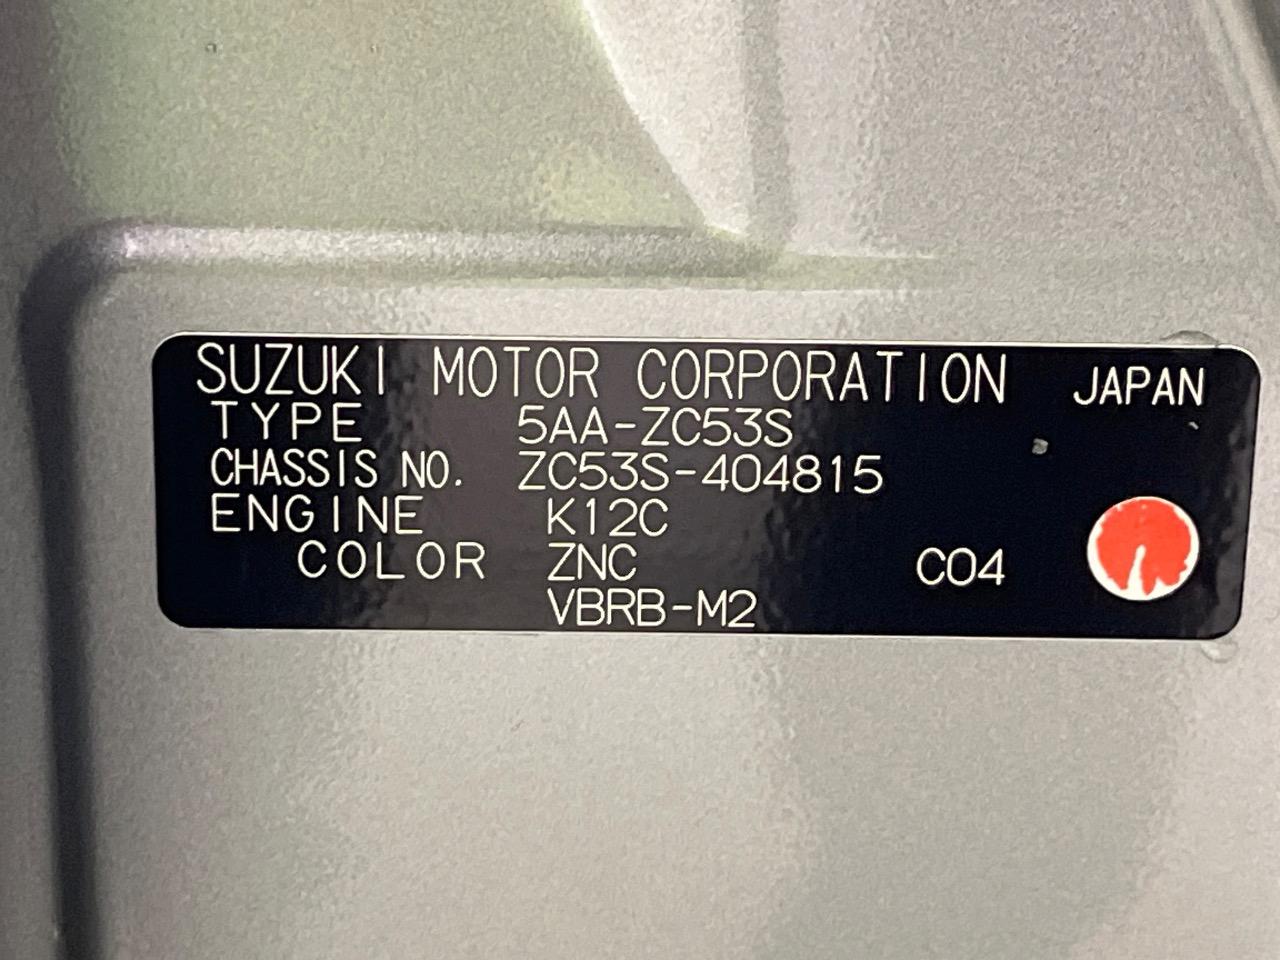 SUZUKI MOTOR CORPORATION JAPAN
TYPE 5AA-ZC53S
CHASSIS NO. ZC53S-404815
ENGINE K12C
COLOR ZNC C04
VBRB-M2